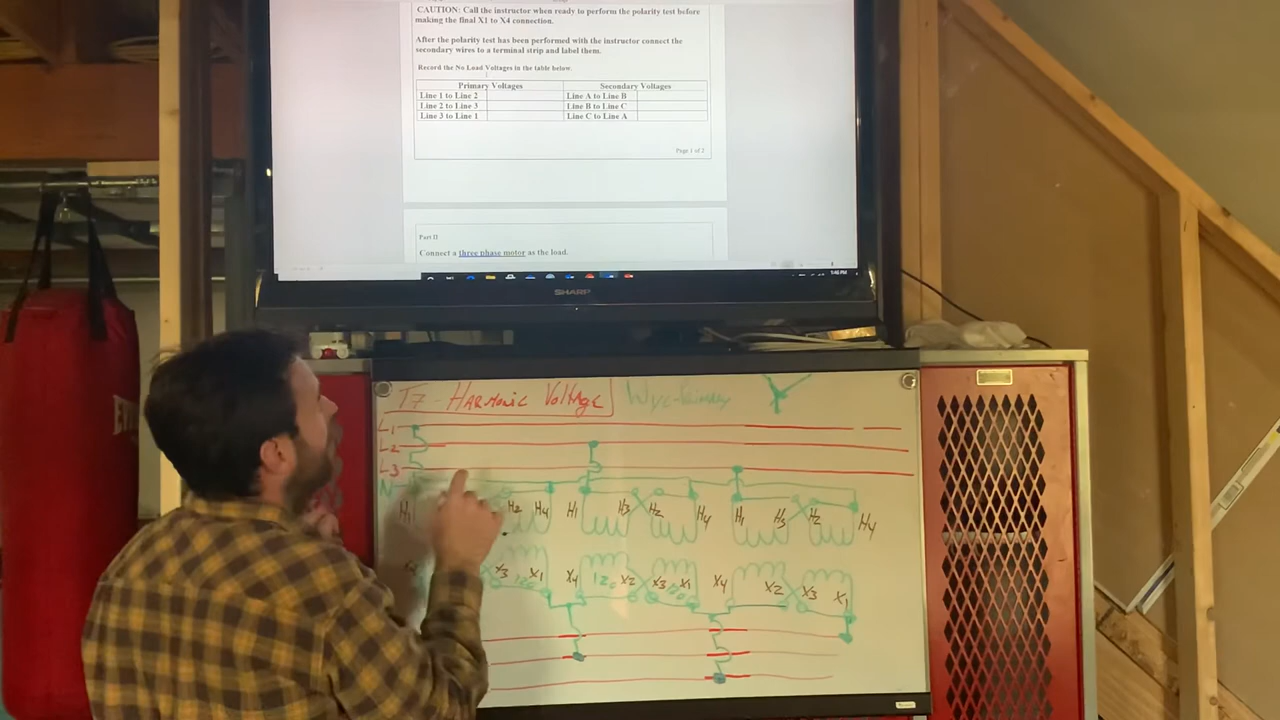 CAUTION: Call the instructor when ready to perform the polarity test before
making the final X1 to X4 connection.
After the polarity test has been performed with the instructor connect the
secondary wires to a terminal strip and label them.
Record the No Load Voltages in the table below.
Primary Voltages Secondary Voltages
Line 1 to Line 2 Line A to Line B
Line 2 to Line 3 Line B to Line C
Line 3 to Line 1 Line C to Line A
Page 1 of 2
Part II
Connect a three phase motor as the load.
1:46 PM
SHARP
T7 - Harmonic Voltage Wye-Primary Y
L1
L2
L3
N
H1 H2 H4 H1 H3 H2 H4 H1 H3 H2 H4
X3 120 X1 X4 120 X2 X3 X1 X4 X2 X3 X1